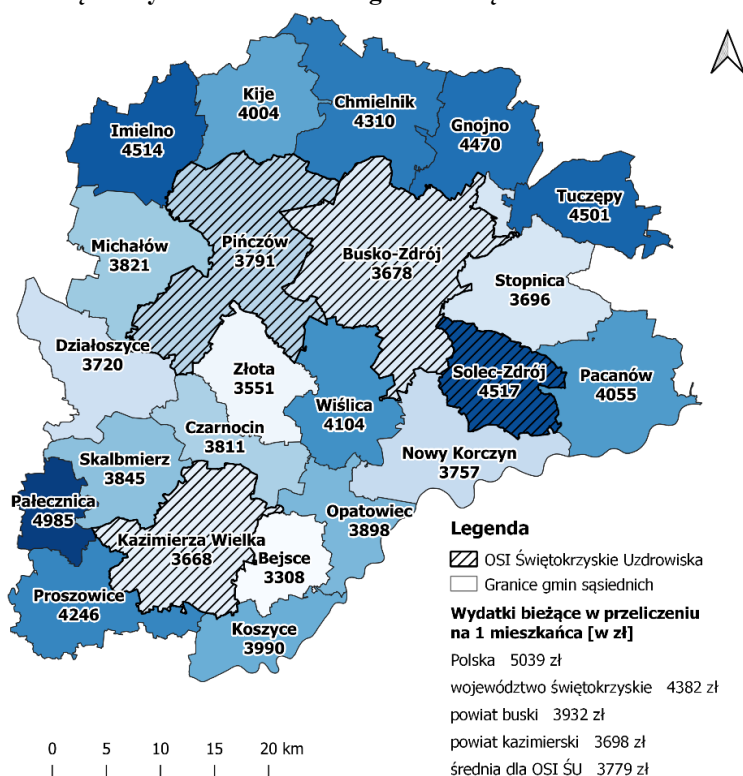 Kije
4004
Chmielnik
4310
Imielno
4514
Gnojno
4470
Tuczępy
4501
Michałów
3821
Pińczów
3791
Busko-Zdrój
3678
Stopnica
3696
Działoszyce
3720
Złota
3551
Solec-Zdrój
4517
Pacanów
4055
Wiślica
4104
Czarnocin
3811
Nowy Korczyn
3757
Skalbmierz
3845
Pałecznica
4985
Opatowiec
3898
Kazimierza Wielka
3668
Bejsce
3308
Proszowice
4246
Koszyce
3990
Legenda
OSI Świętokrzyskie Uzdrowiska
Granice gmin sąsiednich
Wydatki bieżące w przeliczeniu
na 1 mieszkańca [w zł]
Polska 5039 zł
województwo świętokrzyskie 4382 zł
powiat buski 3932 zł
powiat kazimierski 3698 zł
średnia dla OSI ŚU 3779 zł
0 5 10 15 20 km